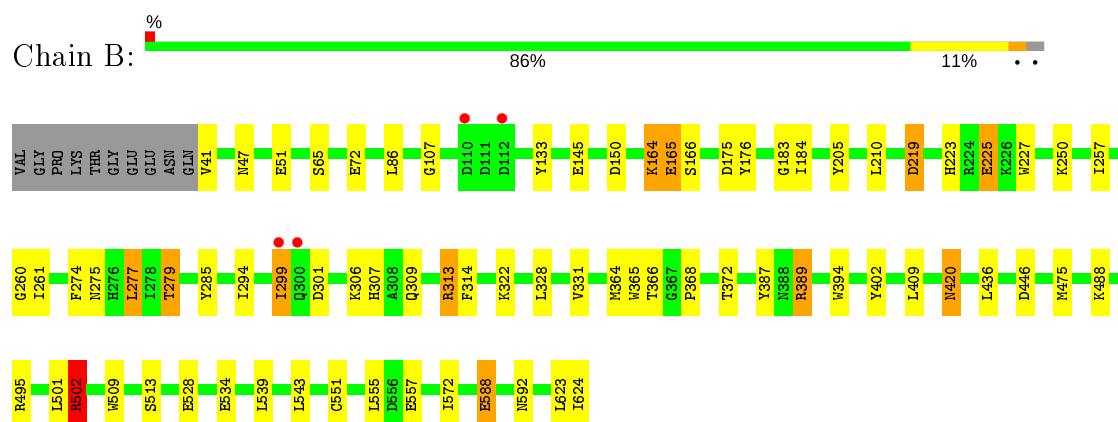 %
Chain B:
86%
11%
•
•
VAL GLY PRO LYS THR GLY GLU GLU ASN GLN V41 N47 E51 S65 E72 L86 G107 D110 D111 D112 Y133 E145 D150 K164 E165 S166 D175 Y176 G183 I184 Y205 L210 D219 H223 R224 E225 K226 W227 K250 I257
G260 I261 F274 N275 H276 L277 I278 T279 Y285 I294 I299 Q300 D301 K306 H307 A308 Q309 R313 F314 K322 L328 V331 M364 W365 T366 G367 P368 T372 Y387 N388 R389 W394 Y402 L409 N420 L436 D446 M475 K488
R495 L501 R502 W509 S513 E528 E534 L539 L543 C551 L555 D556 E557 I572 E588 N592 L623 I624